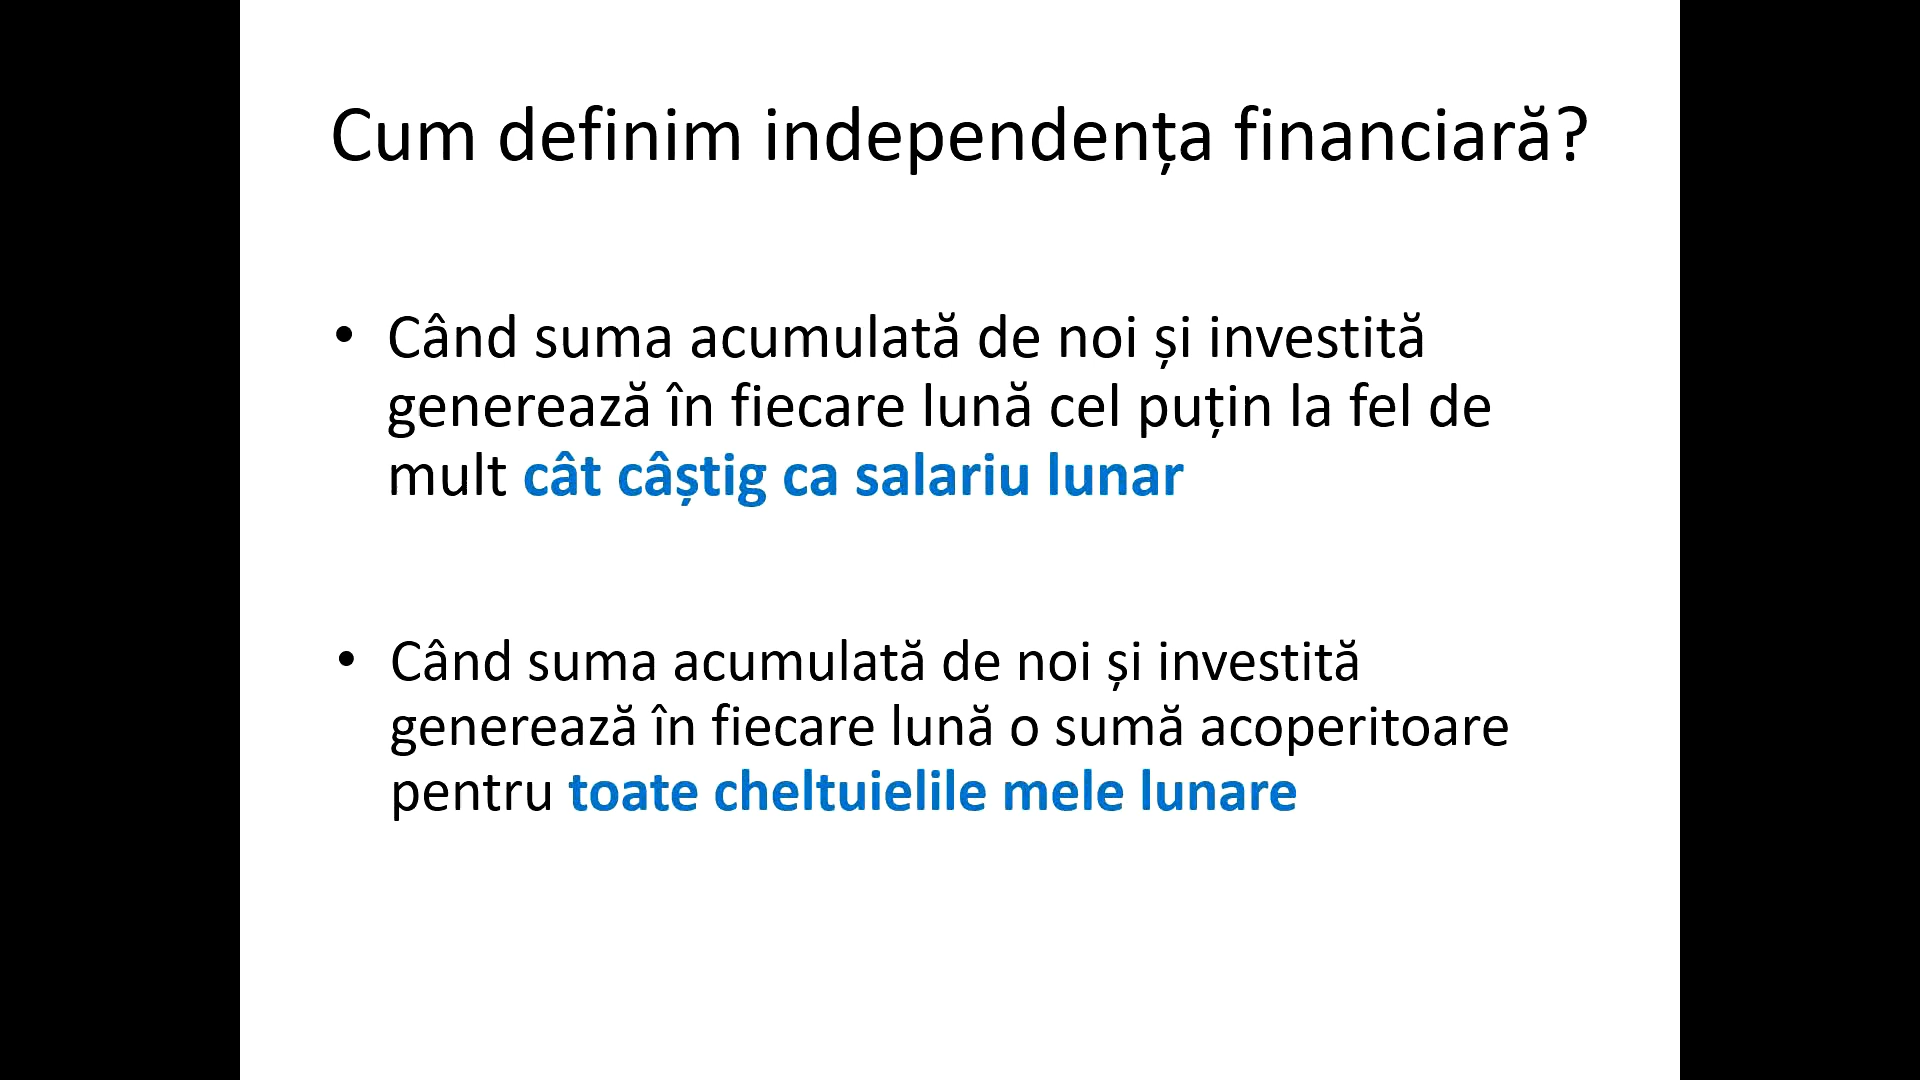 Cum definim independența financiară?
• Când suma acumulată de noi și investită
generează în fiecare lună cel puțin la fel de
mult cât câștig ca salariu lunar
• Când suma acumulată de noi și investită
generează în fiecare lună o sumă acoperitoare
pentru toate cheltuielile mele lunare